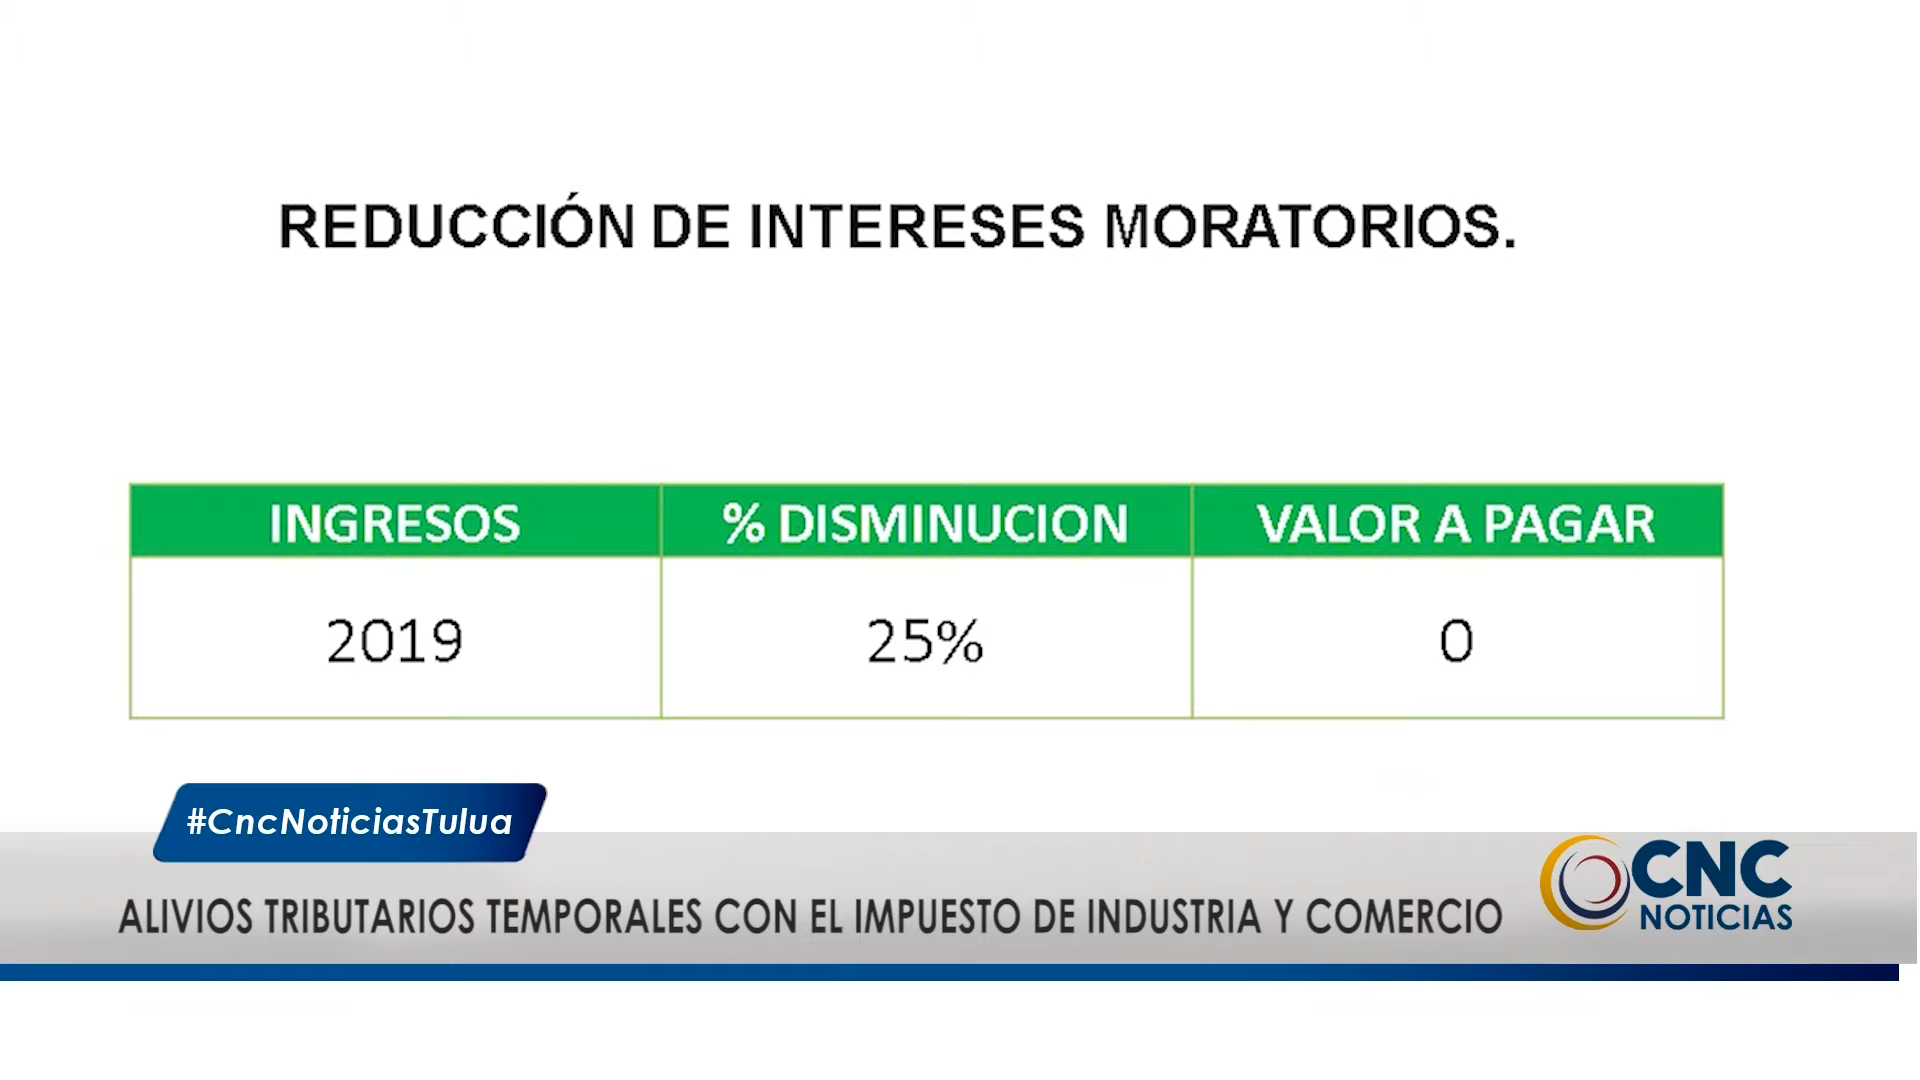 REDUCCIÓN DE INTERESES MORATORIOS.
INGRESOS % DISMINUCION VALOR A PAGAR
2019 25% 0
#CncNoticiasTulua
ALIVIOS TRIBUTARIOS TEMPORALES CON EL IMPUESTO DE INDUSTRIA Y COMERCIO
CNC
NOTICIAS